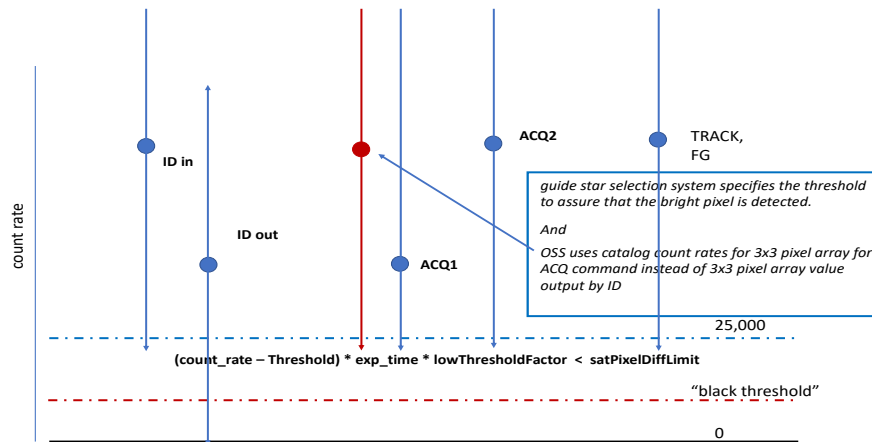 ACQ2
TRACK,
FG
ID in
guide star selection system specifies the threshold
to assure that the bright pixel is detected.
And
OSS uses catalog count rates for 3x3 pixel array for
ACQ command instead of 3x3 pixel array value
output by ID
ID out
ACQ1
count rate
25,000
(count_rate – Threshold) * exp_time * lowThresholdFactor < satPixelDiffLimit
“black threshold”
0